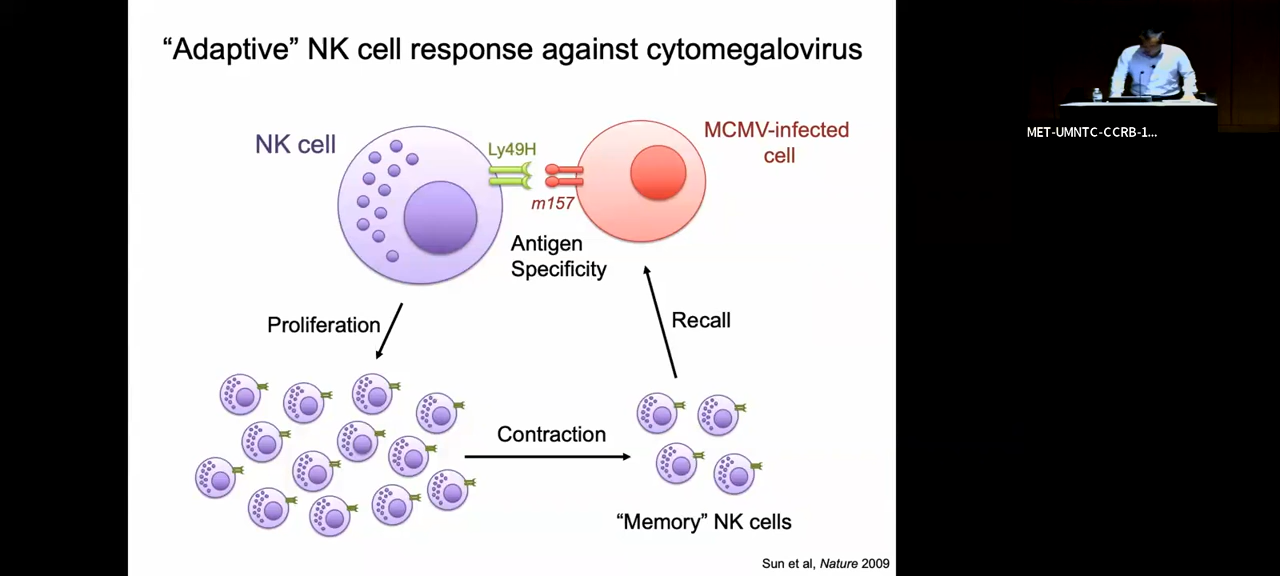 “Adaptive” NK cell response against cytomegalovirus
NK cell
Ly49H
MCMV-infected
cell
m157
Antigen
Specificity
Proliferation
Recall
Contraction
“Memory” NK cells
Sun et al, Nature 2009
MET-UMNTC-CCRB-1...